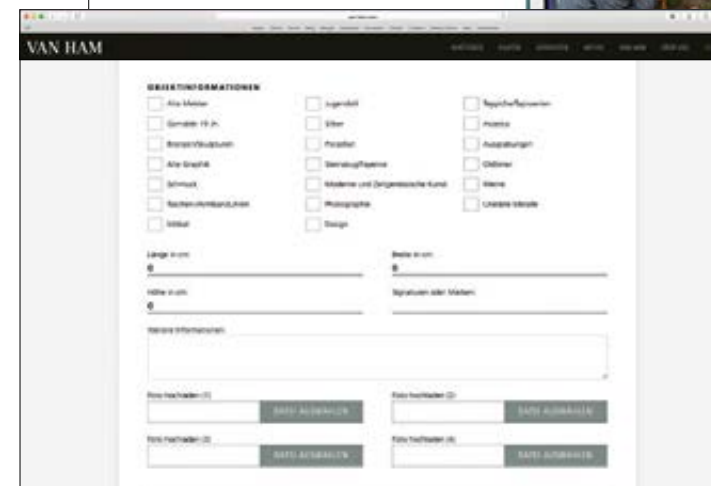 VAN HAM
OBJEKTINFORMATIONEN
Alte Meister
Jugendstil
Teppiche/Tapisserien
Gemälde 19 Jh.
Silber
Asiatica
Bronzen/Skulpturen
Porzellan
Ausgrabungen
Alte Graphik
Steinzeug/Fayence
Oldtimer
Schmuck
Moderne und Zeitgenössische Kunst
Weine
Taschen-/Armbanduhren
Photographie
Unedle Metalle
Möbel
Design
Länge in cm
Breite in cm
0
0
Höhe in cm
Signaturen oder Marken
0
Weitere Informationen
Foto hochladen (1)
Foto hochladen (2)
DATEI AUSWÄHLEN
DATEI AUSWÄHLEN
Foto hochladen (3)
Foto hochladen (4)
DATEI AUSWÄHLEN
DATEI AUSWÄHLEN